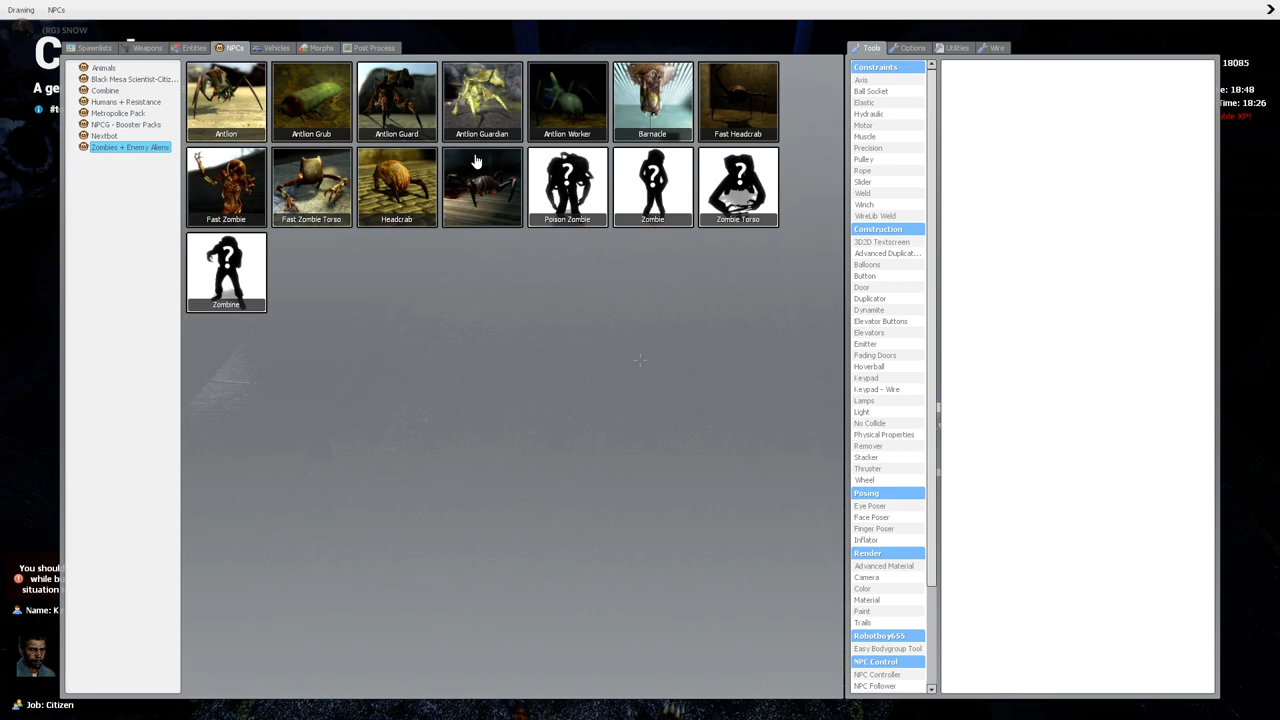 Drawing NPCs
(RG) SNOW
C
A ge
#t
Spawnlists Weapons Entities NPCs Vehicles Morphs Post Process
Animals
Black Mesa Scientist-Citiz...
Combine
Humans + Resistance
Metropolice Pack
NPCG - Booster Packs
Nextbot
Zombies + Enemy Aliens
Antlion Antlion Grub Antlion Guard Antlion Guardian Antlion Worker Barnacle Fast Headcrab
Fast Zombie Fast Zombie Torso Headcrab Poison Zombie Zombie Zombie Torso
Zombine
Tools Options Utilities Wire
Constraints
Axis
Ball Socket
Elastic
Hydraulic
Motor
Muscle
Precision
Pulley
Rope
Slider
Weld
Winch
WireLib Weld
Construction
3D2D Textscreen
Advanced Duplicat...
Balloons
Button
Door
Duplicator
Dynamite
Elevator Buttons
Elevators
Emitter
Fading Doors
Hoverball
Keypad
Keypad - Wire
Lamps
Light
No Collide
Physical Properties
Remover
Stacker
Thruster
Wheel
Posing
Eye Poser
Face Poser
Finger Poser
Inflator
Render
Advanced Material
Camera
Color
Material
Paint
Trails
Robotboy655
Easy Bodygroup Tool
NPC Control
NPC Controller
NPC Follower
18085
e: 18:48
Time: 18:26
uble XP!
You should
while bu
situation
Name: K
Job: Citizen